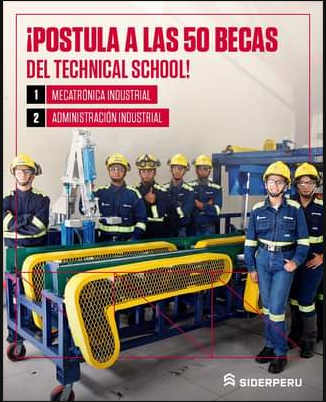 ¡POSTULA A LAS 50 BECAS
DEL TECHNICAL SCHOOL!
1 MECATRÓNICA INDUSTRIAL
2 ADMINISTRACIÓN INDUSTRIAL
SIDERPERU